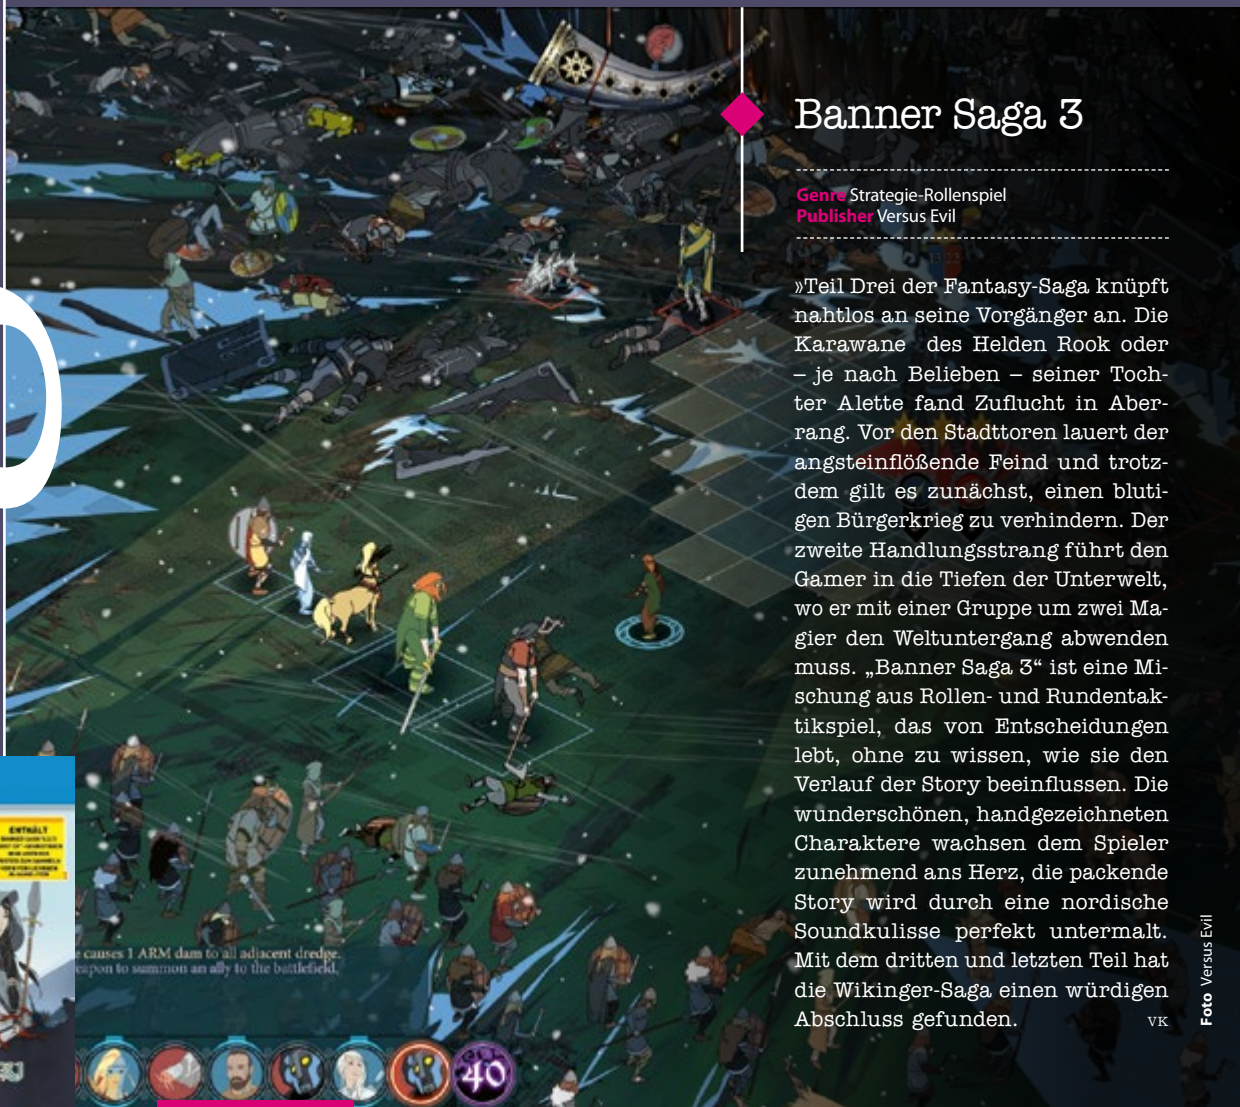 Banner Saga 3
Genre Strategie-Rollenspiel
Publisher Versus Evil
»Teil Drei der Fantasy-Saga knüpft
nahtlos an seine Vorgänger an. Die
Karawane des Helden Rook oder
– je nach Belieben – seiner Toch-
ter Alette fand Zuflucht in Aber-
rang. Vor den Stadttoren lauert der
angsteinflößende Feind und trotz-
dem gilt es zunächst, einen bluti-
gen Bürgerkrieg zu verhindern. Der
zweite Handlungsstrang führt den
Gamer in die Tiefen der Unterwelt,
wo er mit einer Gruppe um zwei Ma-
gier den Weltuntergang abwenden
muss. „Banner Saga 3“ ist eine Mi-
schung aus Rollen- und Rundentak-
tikspiel, das von Entscheidungen
lebt, ohne zu wissen, wie sie den
Verlauf der Story beeinflussen. Die
wunderschönen, handgezeichneten
Charaktere wachsen dem Spieler
zunehmend ans Herz, die packende
Story wird durch eine nordische
Soundkulisse perfekt untermalt.
Mit dem dritten und letzten Teil hat
die Wikinger-Saga einen würdigen
Abschluss gefunden. VK
Foto Versus Evil
ENTHÄLT
causes 1 ARM dam to all adjacent dredge.
to summon an ally to the battlefield.
40